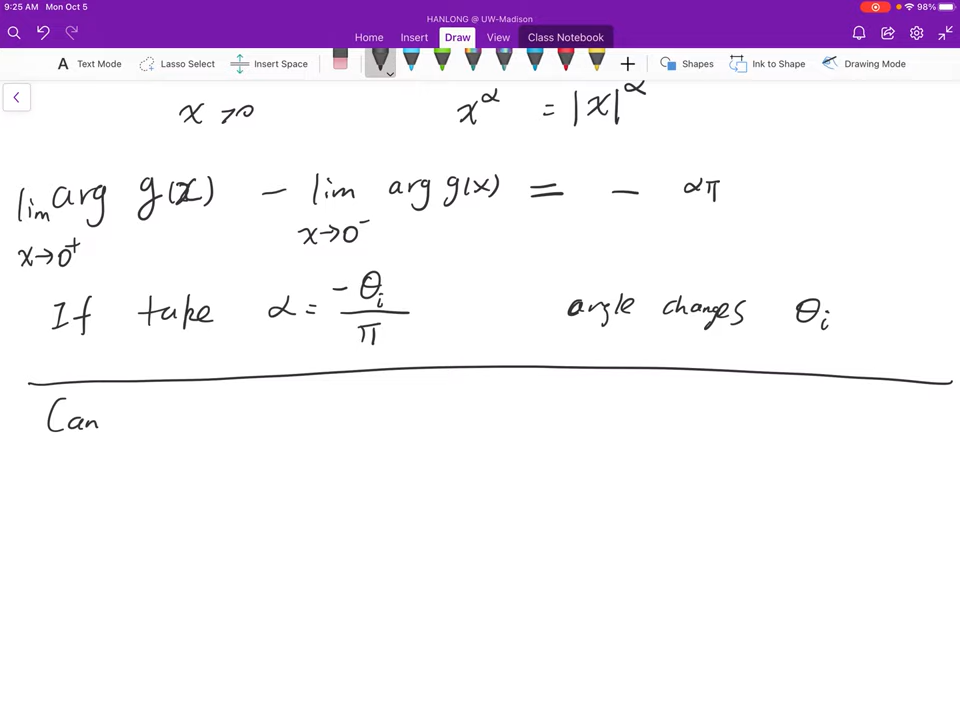 9:25 AM Mon Oct 5
98%
HANLONG @ UW-Madison
Home Insert Draw View Class Notebook
A Text Mode Lasso Select Insert Space Shapes Ink to Shape Drawing Mode
x > 0 x^α = |x|^α
lim x→0⁺ arg g(x) - lim x→0⁻ arg g(x) = - απ
If take α = -θᵢ/π angle changes θᵢ
Can